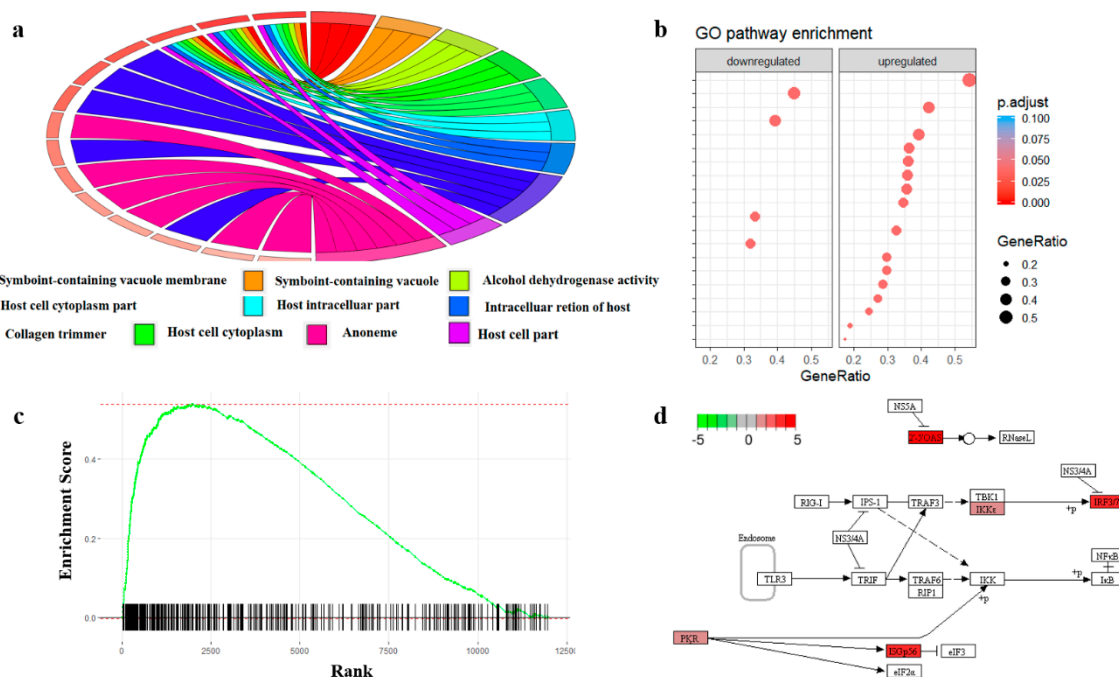 a
Symboint-containing vacuole membrane
Symboint-containing vacuole
Alcohol dehydrogenase activity
Host cell cytoplasm part
Host intracelluar part
Intracelluar retion of host
Collagen trimmer
Host cell cytoplasm
Anoneme
Host cell part
b
GO pathway enrichment
downregulated
upregulated
0.2 0.3 0.4 0.5
0.2 0.3 0.4 0.5
GeneRatio
p.adjust
0.100
0.075
0.050
0.025
0.000
GeneRatio
0.2
0.3
0.4
0.5
c
Enrichment Score
0.4
0.2
0.0
0 2500 5000 7500 10000 12500
Rank
d
-5 0 5
NS5A
2'-5'OAS
RNaseL
NS3/4A
RIG-I
IPS-1
TRAF3
TBK1
IKKε
+p
IRF3/7
NS3/4A
Endosome
TLR3
TRIF
TRAF6
RIP1
IKK
+p
+p
NFκB
IκB
PKR
ISGp56
eIF3
eIF2α